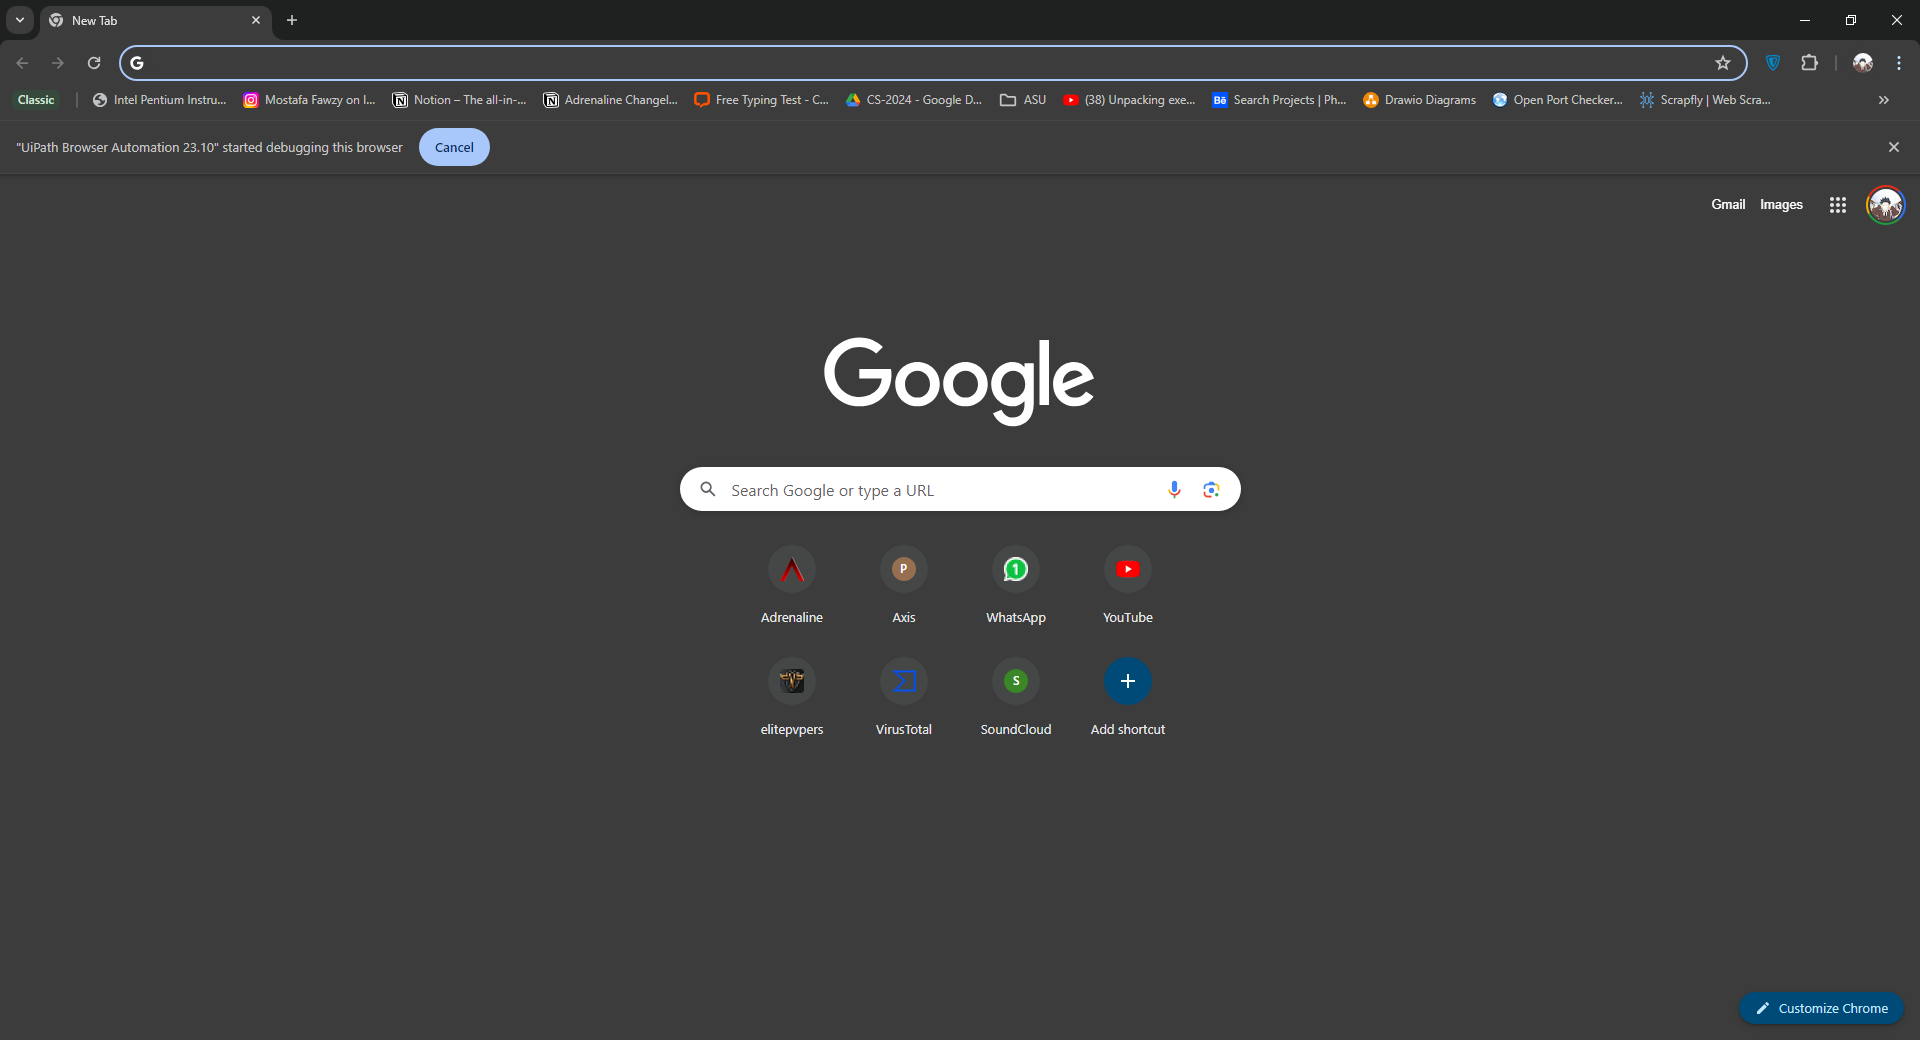 New Tab
Classic
Intel Pentium Instru...
Mostafa Fawzy on I...
Notion – The all-in-...
Adrenaline Changel...
Free Typing Test - C...
CS-2024 - Google D...
ASU
(38) Unpacking exe...
Search Projects | Ph...
Drawio Diagrams
Open Port Checker...
Scrapfly | Web Scra...
"UiPath Browser Automation 23.10" started debugging this browser
Cancel
Gmail
Images
Google
Search Google or type a URL
Adrenaline
P
Axis
1
WhatsApp
YouTube
elitepvpers
VirusTotal
S
SoundCloud
Add shortcut
Customize Chrome